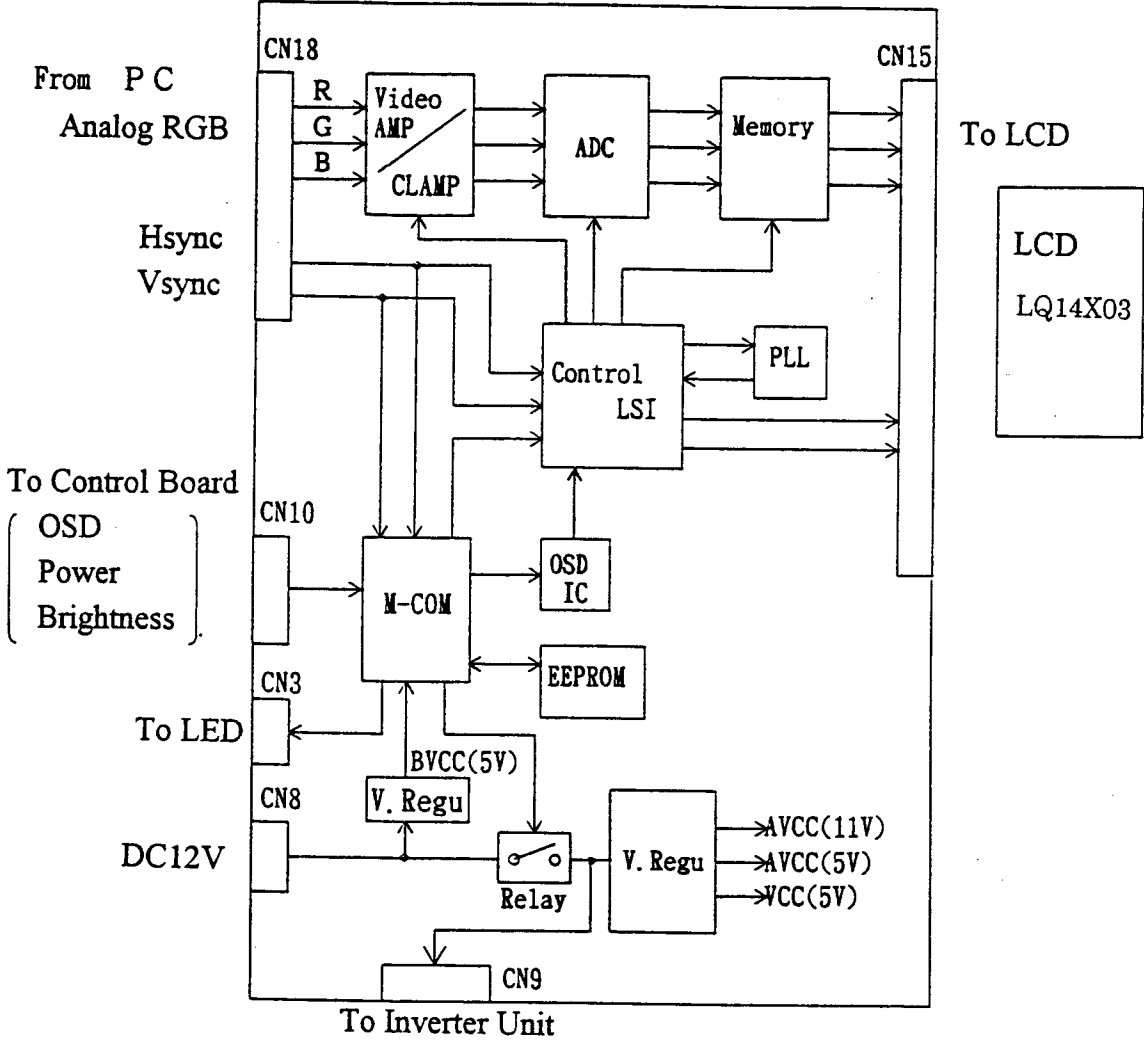 CN18
CN15
From PC
Analog RGB
R
G
B
Video
AMP
CLAMP
ADC
Memory
To LCD
LCD
LQ14X03
Hsync
Vsync
Control
LSI
PLL
To Control Board
OSD
Power
Brightness
CN10
M-COM
OSD
IC
EEPROM
CN3
To LED
BVCC(5V)
V.Regu
CN8
DC12V
Relay
V.Regu
AVCC(11V)
AVCC(5V)
VCC(5V)
CN9
To Inverter Unit